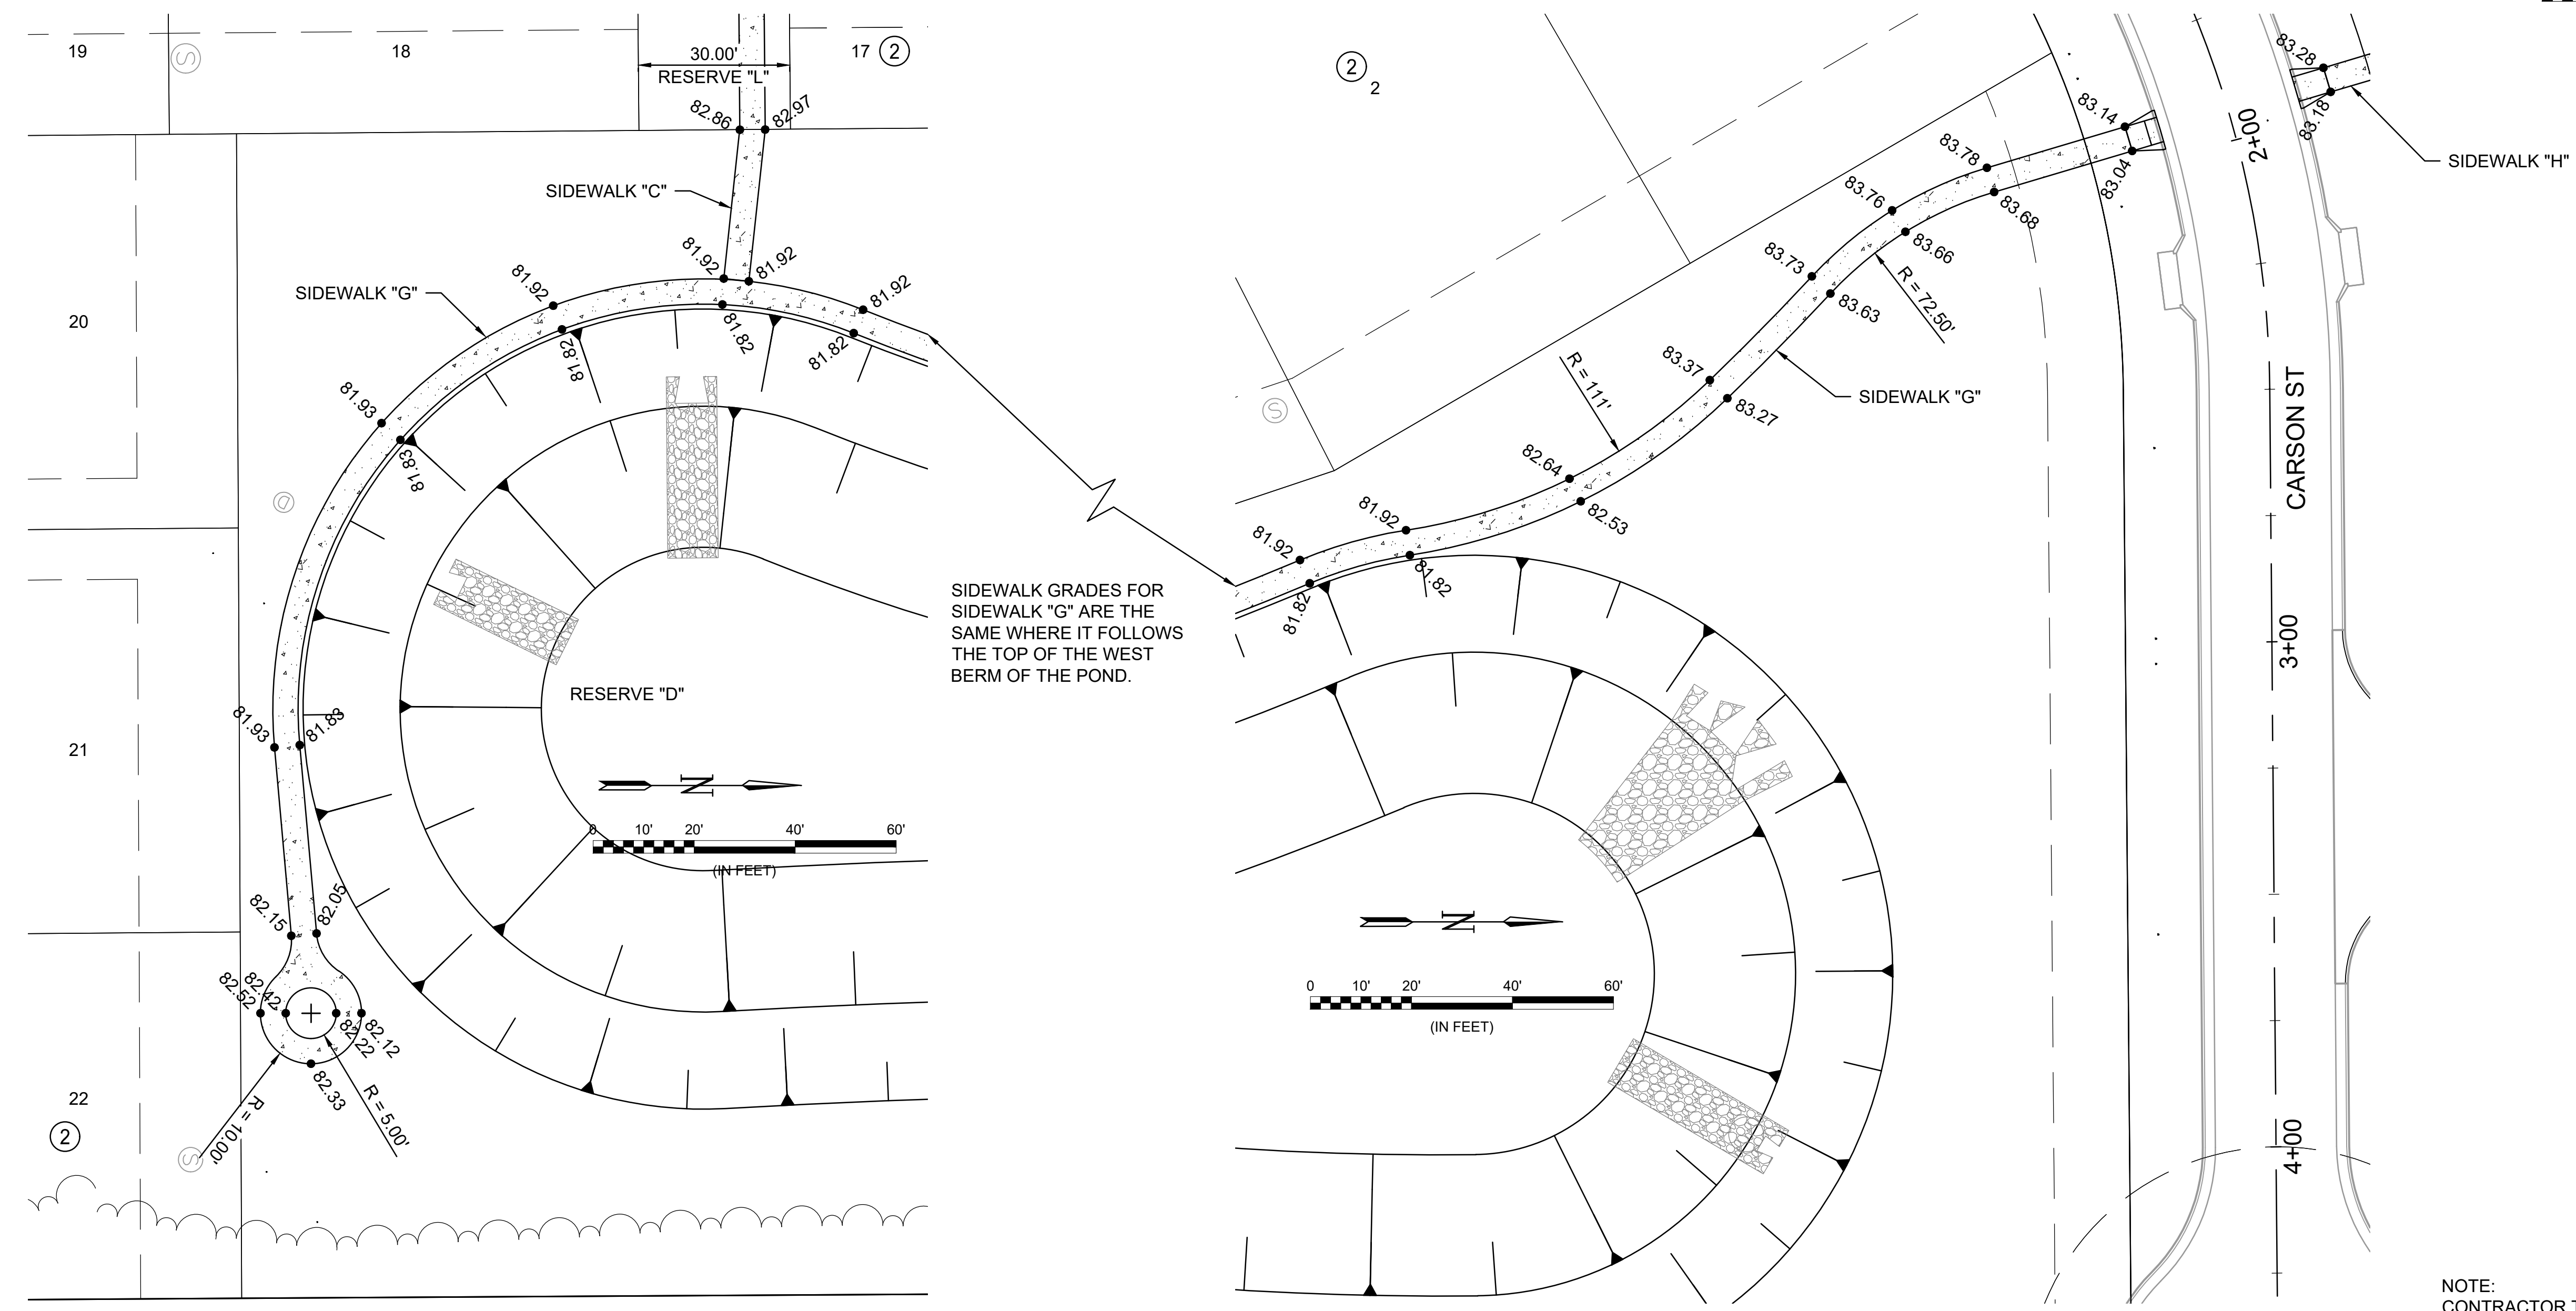 19
18
17
2
30.00'
RESERVE "L"
82.86
82.97
SIDEWALK "C"
81.92
81.92
81.92
81.92
SIDEWALK "G"
81.82
81.82
81.82
20
81.93
81.83
S
D
RESERVE "D"
21
81.93
81.83
N
0 10' 20' 40' 60'
(IN FEET)
82.15
82.05
82.52
82.42
82.22
82.12
82.33
R = 10.00'
R = 5.00'
22
2
S
SIDEWALK GRADES FOR
SIDEWALK "G" ARE THE
SAME WHERE IT FOLLOWS
THE TOP OF THE WEST
BERM OF THE POND.
2
2
83.28
83.18
SIDEWALK "H"
83.14
83.04
2+00
83.78
83.68
83.76
83.66
83.73
83.63
R = 72.50'
R = 111'
83.37
83.27
SIDEWALK "G"
CARSON ST
S
82.64
82.53
81.92
81.92
81.82
81.82
3+00
N
0 10' 20' 40' 60'
(IN FEET)
4+00
NOTE: